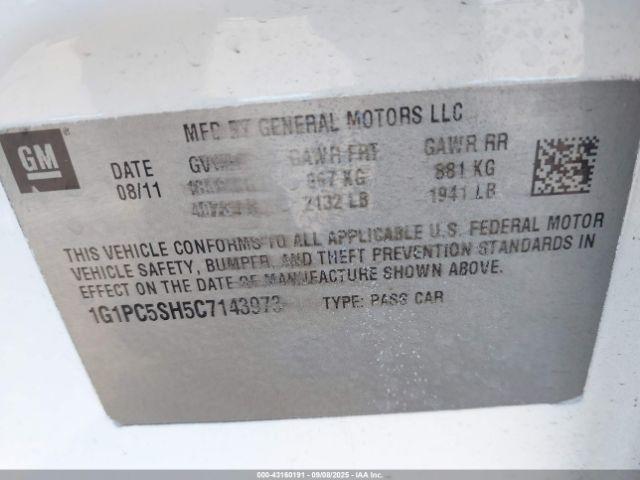 GM
MFD BY GENERAL MOTORS LLC
DATE GAWR FRT GAWR RR
08/11 967 KG 881 KG
2132 LB 1941 LB
THIS VEHICLE CONFORMS TO ALL APPLICABLE U.S. FEDERAL MOTOR
VEHICLE SAFETY, BUMPER, AND THEFT PREVENTION STANDARDS IN
EFFECT ON THE DATE OF MANUFACTURE SHOWN ABOVE.
1G1PC5SH5C7143973 TYPE: PASS CAR
000-43160191 - 09/08/2025 - IAA Inc.